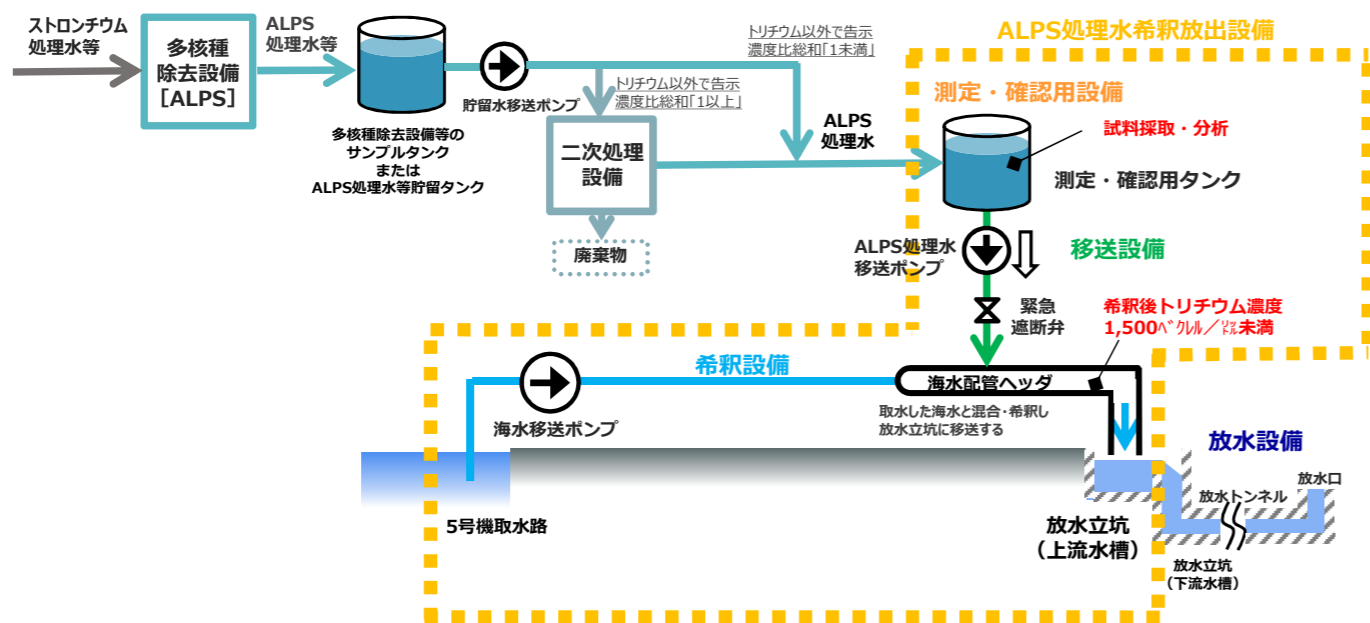 ストロンチウム
処理水等
多核種
除去設備
［ALPS］
ALPS
処理水等
多核種除去設備等の
サンプルタンク
または
ALPS処理水等貯留タンク
貯留水移送ポンプ
トリチウム以外で告示
濃度比総和「1未満」
トリチウム以外で告示
濃度比総和「1以上」
二次処理
設備
廃棄物
ALPS
処理水
ALPS処理水希釈放出設備
測定・確認用設備
試料採取・分析
測定・確認用タンク
ALPS処理水
移送ポンプ
移送設備
緊急
遮断弁
希釈後トリチウム濃度
1,500ﾍﾞｸﾚﾙ／㍑未満
希釈設備
海水移送ポンプ
海水配管ヘッダ
取水した海水と混合・希釈し
放水立坑に移送する
5号機取水路
放水立坑
（上流水槽）
放水設備
放水口
放水トンネル
放水立坑
（下流水槽）